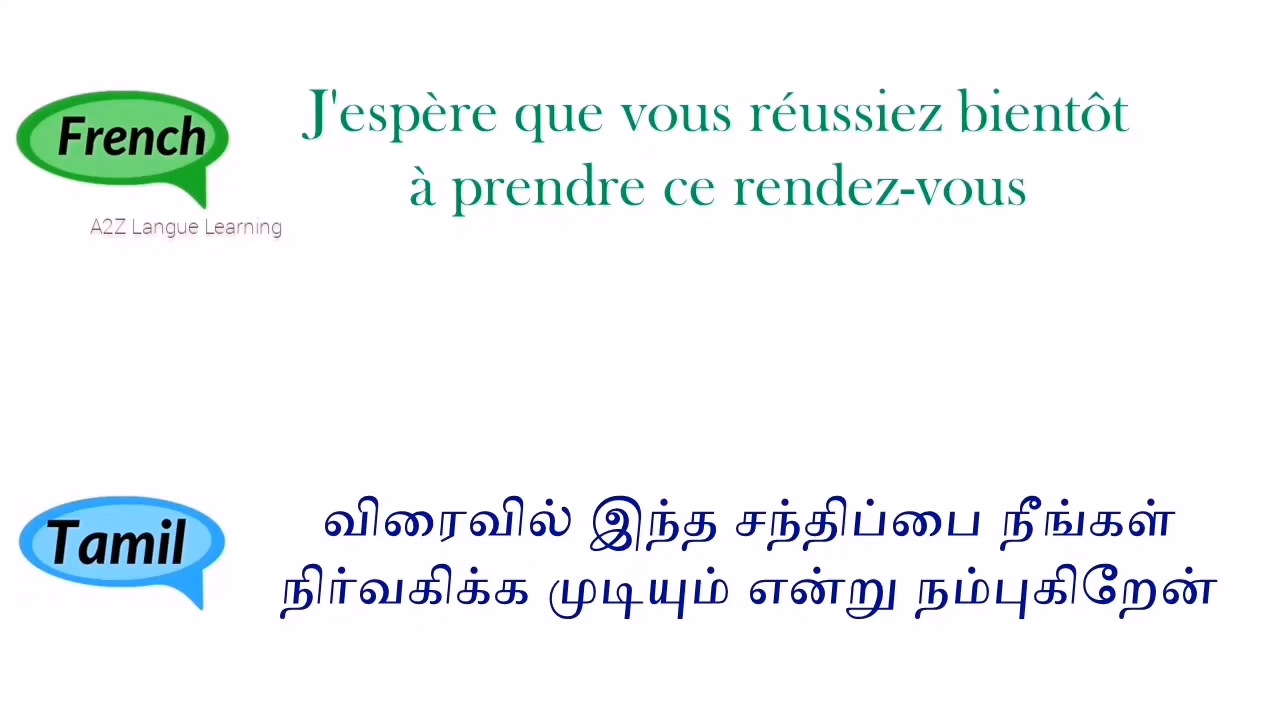 French
J'espère que vous réussiez bientôt
à prendre ce rendez-vous
A2Z Langue Learning
Tamil
விரைவில் இந்த சந்திப்பை நீங்கள்
நிர்வகிக்க முடியும் என்று நம்புகிறேன்